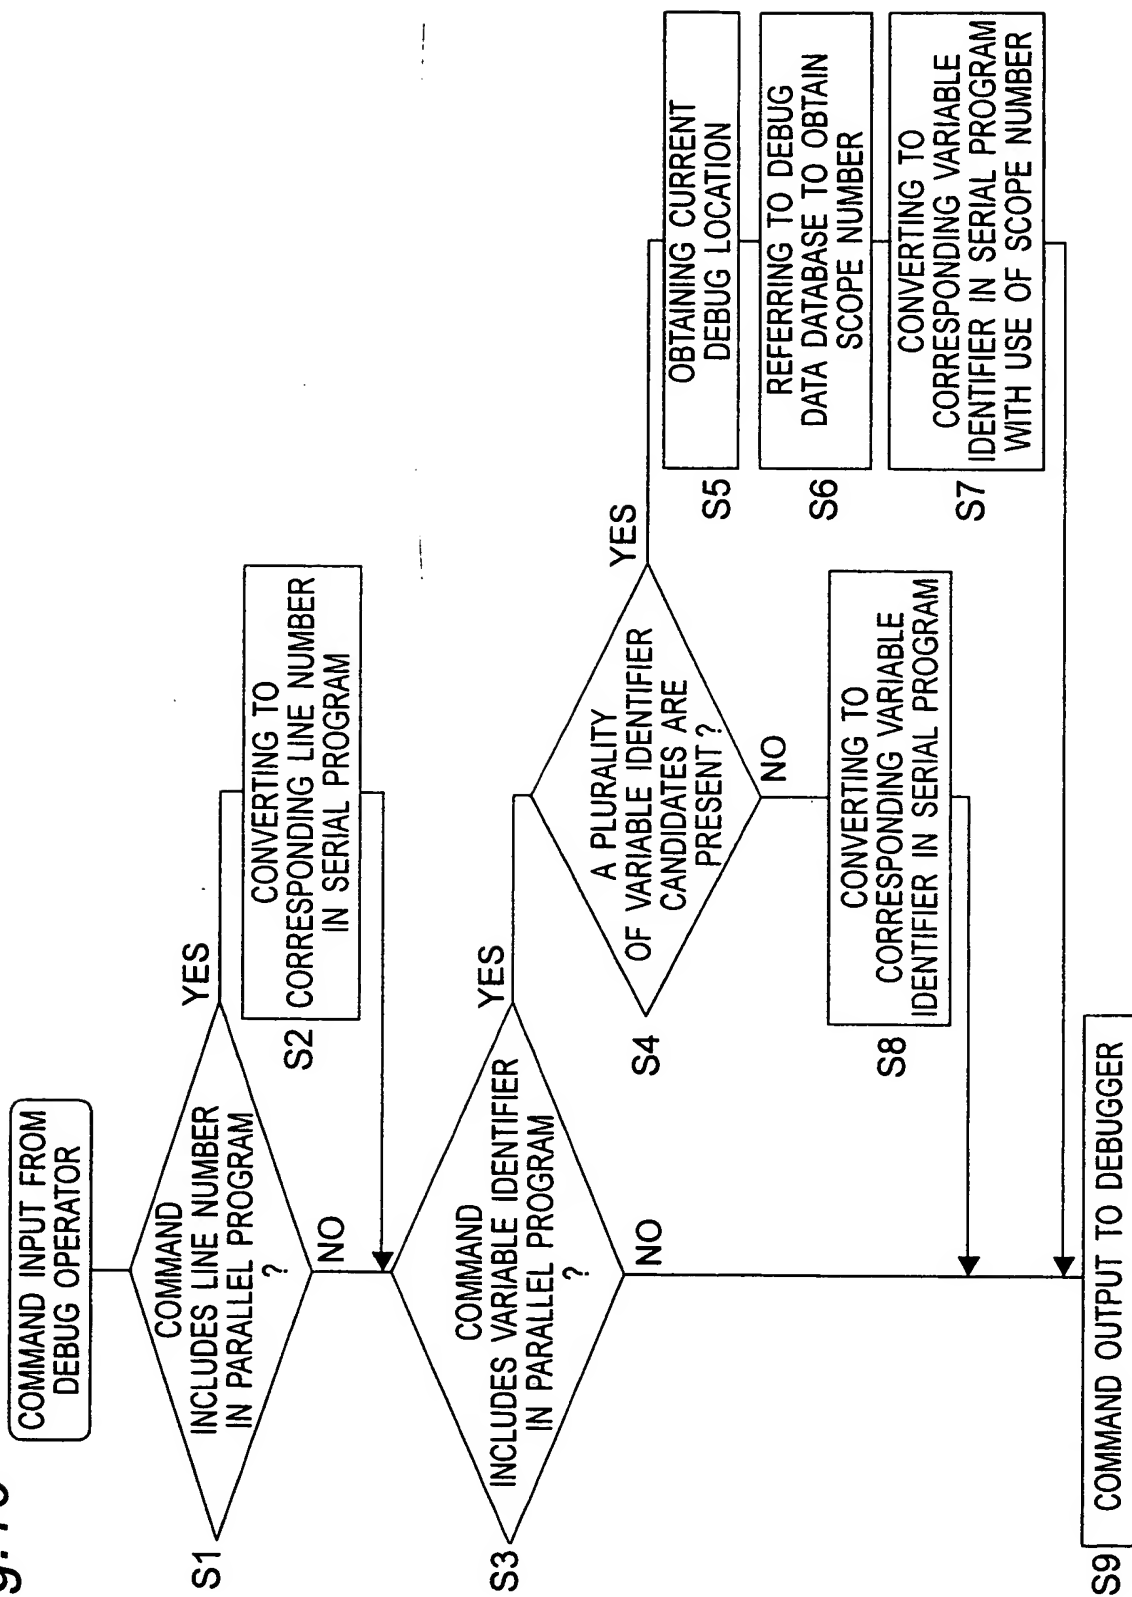 COMMAND INPUT FROM
DEBUG OPERATOR
S1
COMMAND
INCLUDES LINE NUMBER
IN PARALLEL PROGRAM
?
YES
NO
S2
CONVERTING TO
CORRESPONDING LINE NUMBER
IN SERIAL PROGRAM
S3
COMMAND
INCLUDES VARIABLE IDENTIFIER
IN PARALLEL PROGRAM
?
YES
NO
S4
A PLURALITY
OF VARIABLE IDENTIFIER
CANDIDATES ARE
PRESENT ?
YES
NO
S5
OBTAINING CURRENT
DEBUG LOCATION
S6
REFERRING TO DEBUG
DATA DATABASE TO OBTAIN
SCOPE NUMBER
S7
CONVERTING TO
CORRESPONDING VARIABLE
IDENTIFIER IN SERIAL PROGRAM
WITH USE OF SCOPE NUMBER
S8
CONVERTING TO
CORRESPONDING VARIABLE
IDENTIFIER IN SERIAL PROGRAM
S9
COMMAND OUTPUT TO DEBUGGER